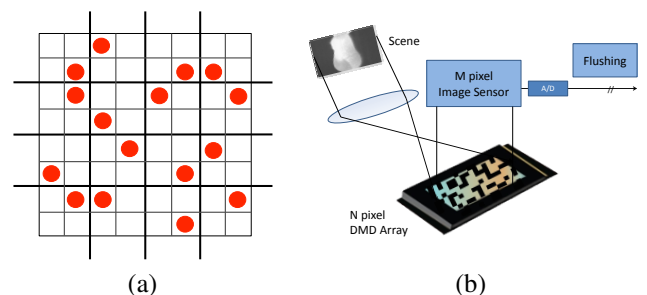 Scene
M pixel
Image Sensor
A/D
//
Flushing
N pixel
DMD Array
(a)
(b)